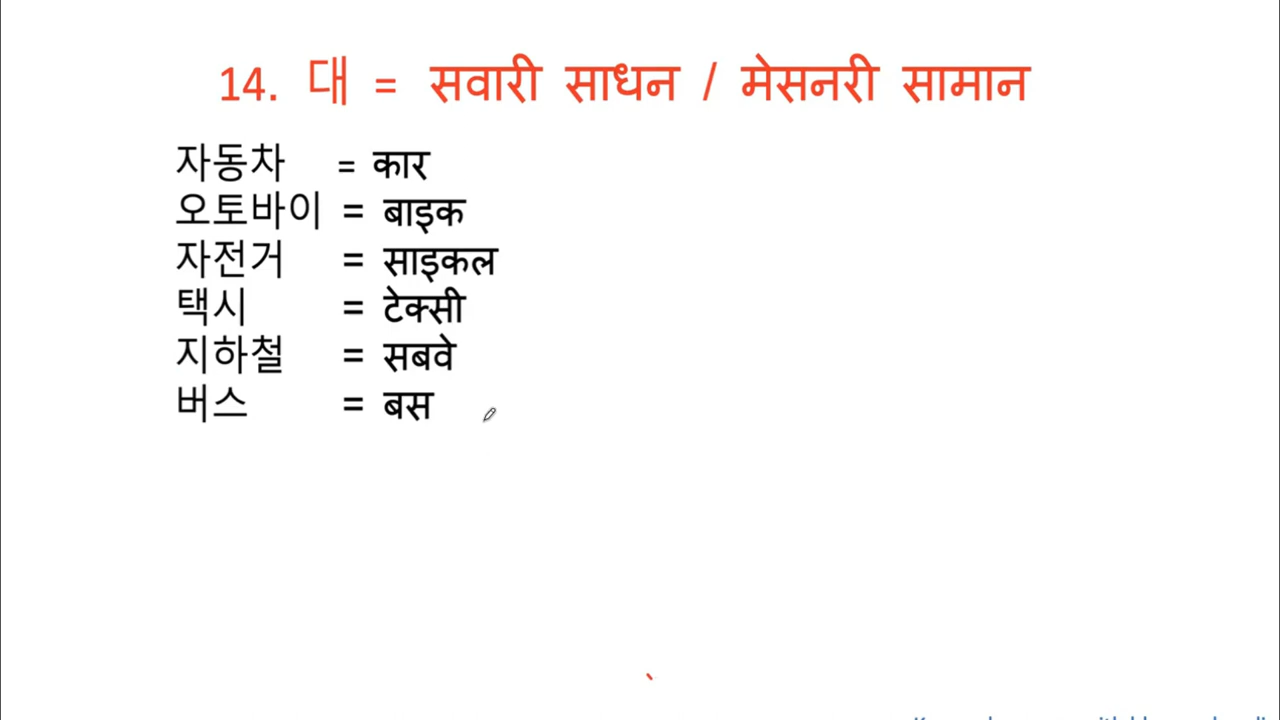 14. 대 = सवारी साधन / मेसनरी सामान
자동차 = कार
오토바이 = बाइक
자전거 = साइकल
택시 = टेक्सी
지하철 = सबवे
버스 = बस